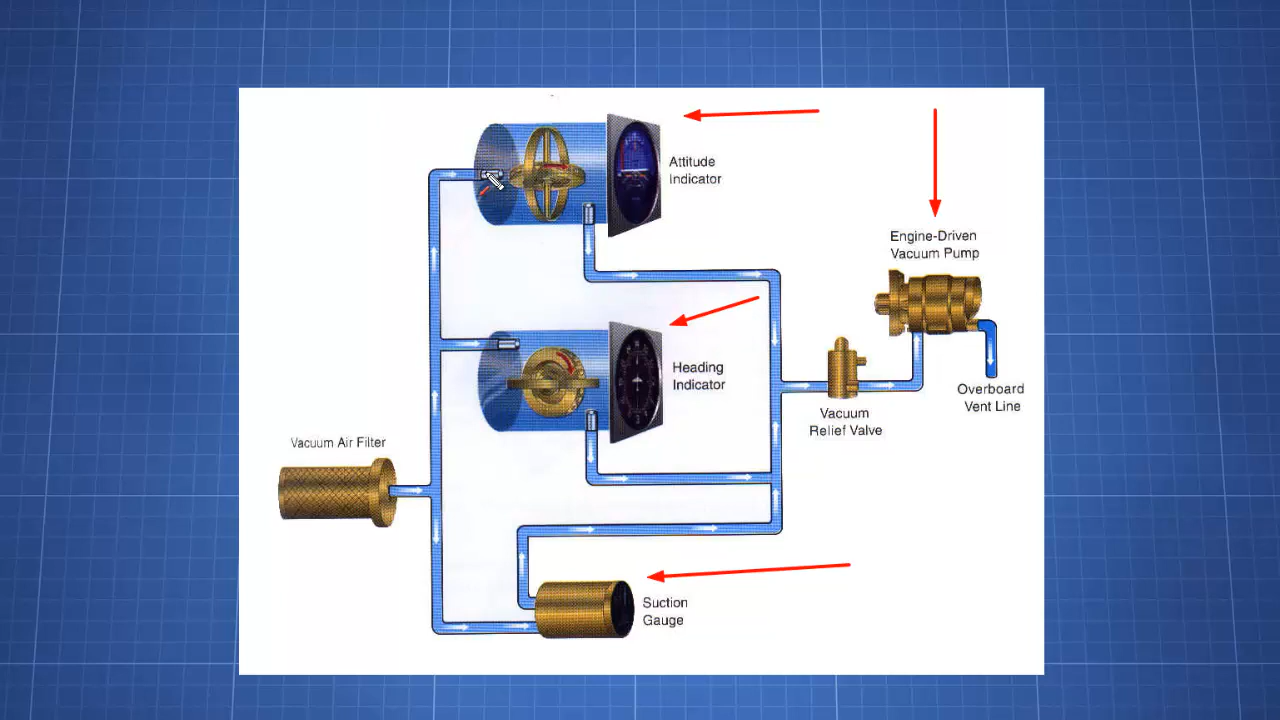 Attitude
Indicator
Engine-Driven
Vacuum Pump
Heading
Indicator
Overboard
Vent Line
Vacuum
Relief Valve
Vacuum Air Filter
Suction
Gauge